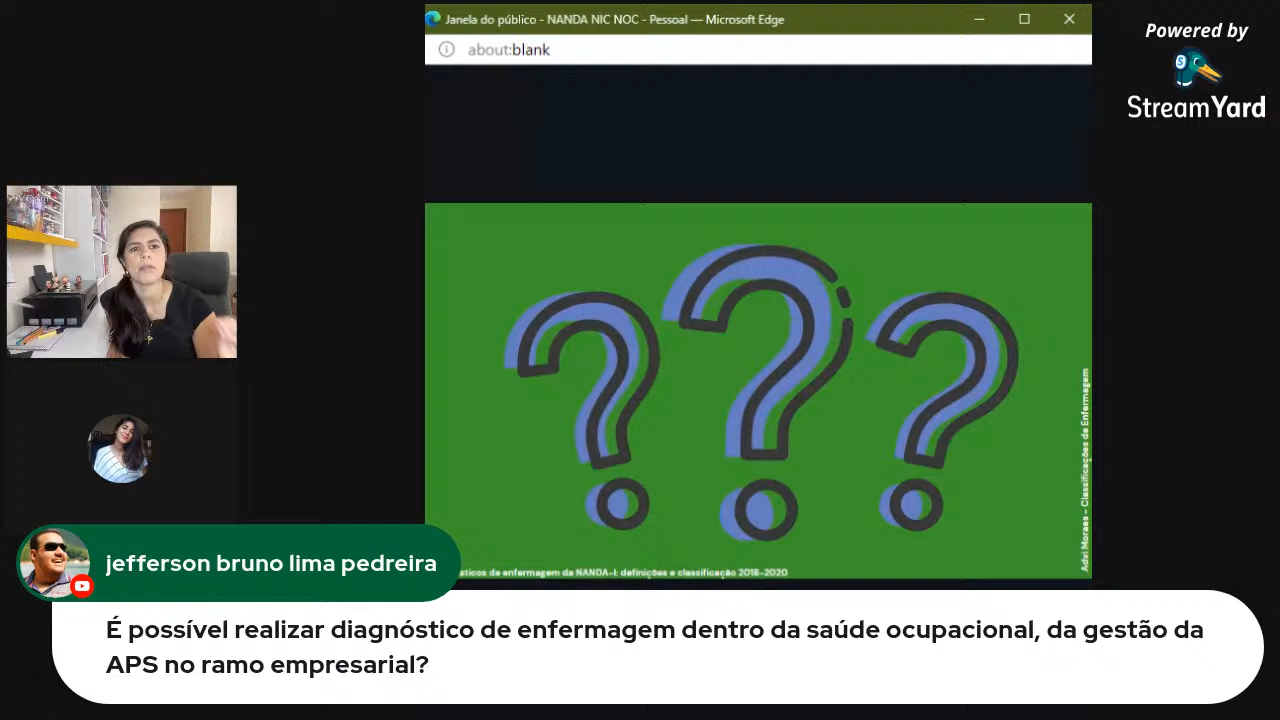 Janela do público - NANDA NIC NOC - Pessoal — Microsoft Edge
about:blank
Powered by
StreamYard
Advi Moraes - Classificações de Enfermagem
sticos de enfermagem da NANDA-I: definições e classificação 2018-2020
jefferson bruno lima pedreira
É possível realizar diagnóstico de enfermagem dentro da saúde ocupacional, da gestão da
APS no ramo empresarial?